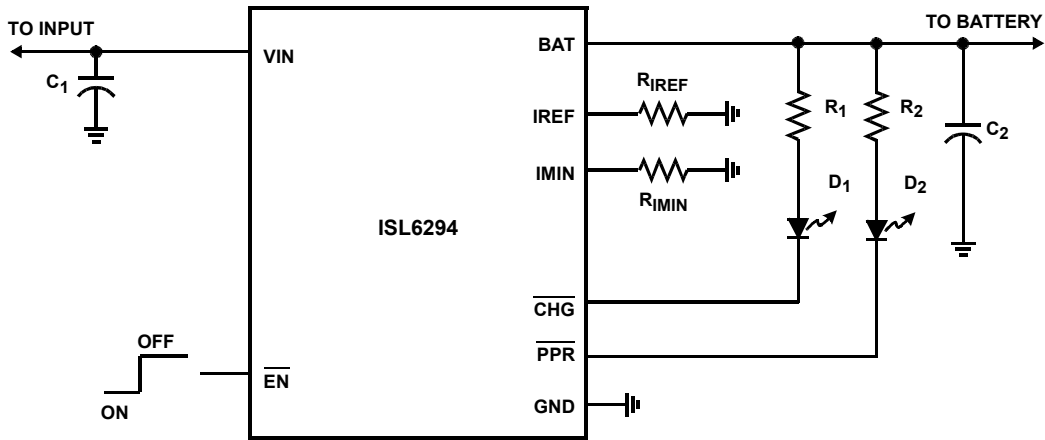 TO INPUT
TO BATTERY
VIN
BAT
C1
RIREF
IREF
R1
R2
C2
IMIN
RIMIN
D1
D2
ISL6294
CHG
OFF
PPR
EN
ON
GND